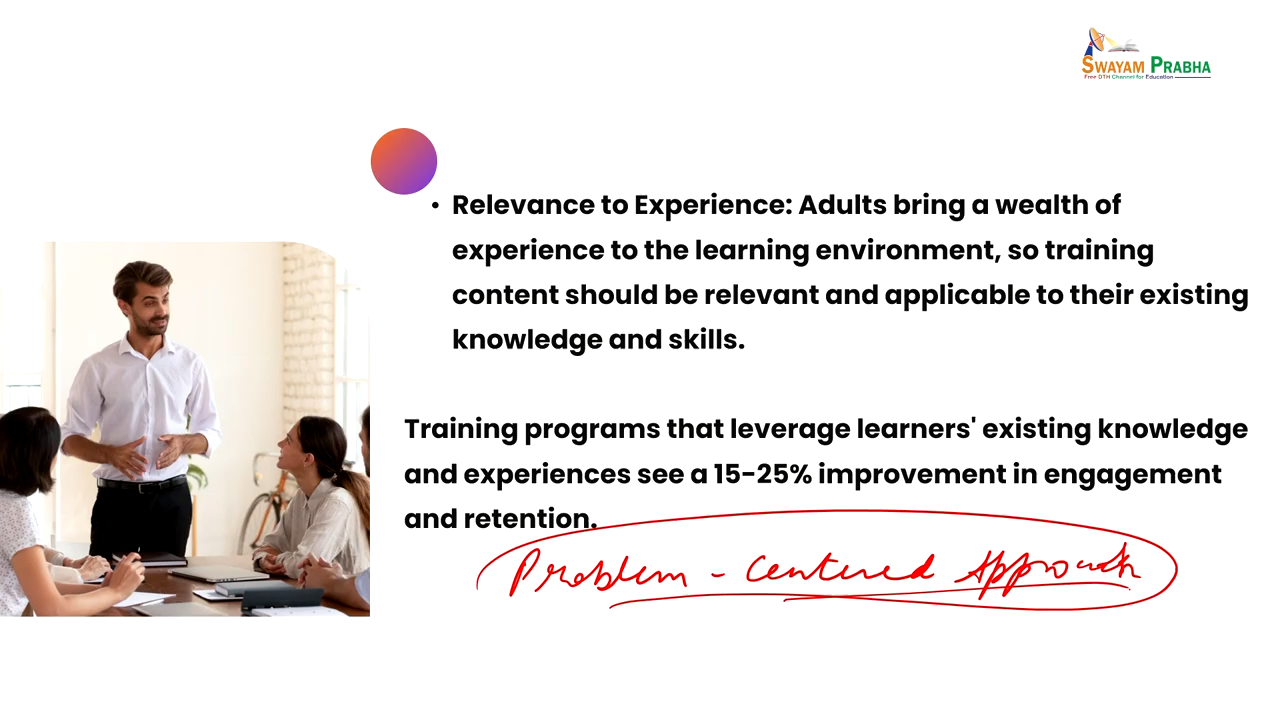 SWAYAM PRABHA
Free DTH Channel for Education
• Relevance to Experience: Adults bring a wealth of
experience to the learning environment, so training
content should be relevant and applicable to their existing
knowledge and skills.
Training programs that leverage learners' existing knowledge
and experiences see a 15-25% improvement in engagement
and retention.
Problem - Centered Approach